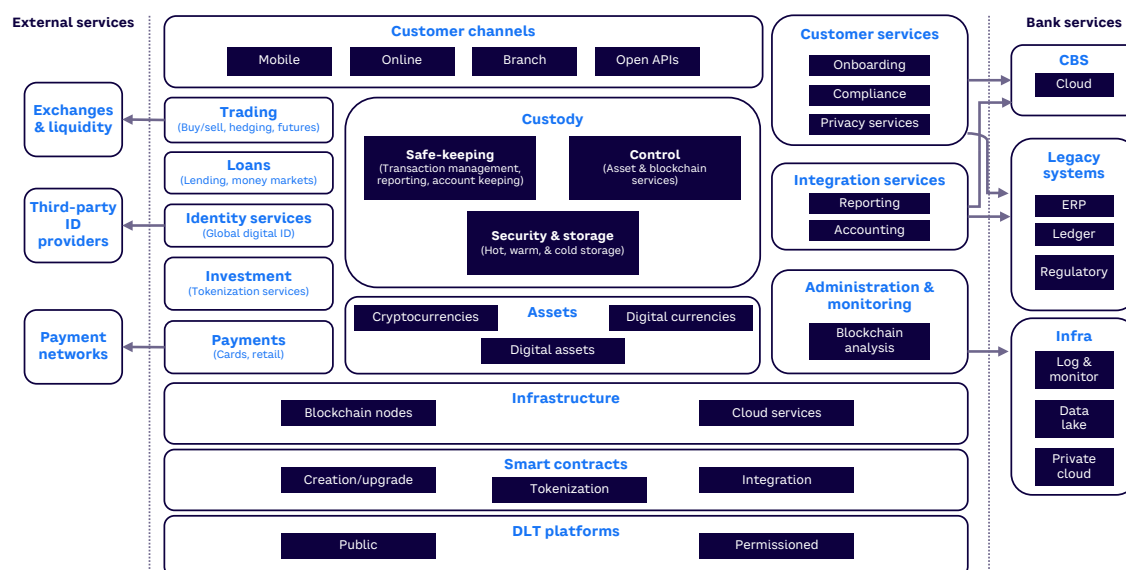 External services
Bank services
Customer channels
Mobile
Online
Branch
Open APIs
Customer services
Onboarding
Compliance
Privacy services
CBS
Cloud
Exchanges
& liquidity
Trading
(Buy/sell, hedging, futures)
Loans
(Lending, money markets)
Third-party
ID
providers
Identity services
(Global digital ID)
Investment
(Tokenization services)
Payment
networks
Payments
(Cards, retail)
Custody
Safe-keeping
(Transaction management,
reporting, account keeping)
Control
(Asset & blockchain
services)
Security & storage
(Hot, warm, & cold storage)
Assets
Cryptocurrencies
Digital currencies
Digital assets
Integration services
Reporting
Accounting
Administration &
monitoring
Blockchain
analysis
Legacy
systems
ERP
Ledger
Regulatory
Infra
Log &
monitor
Data
lake
Private
cloud
Infrastructure
Blockchain nodes
Cloud services
Smart contracts
Creation/upgrade
Tokenization
Integration
DLT platforms
Public
Permissioned